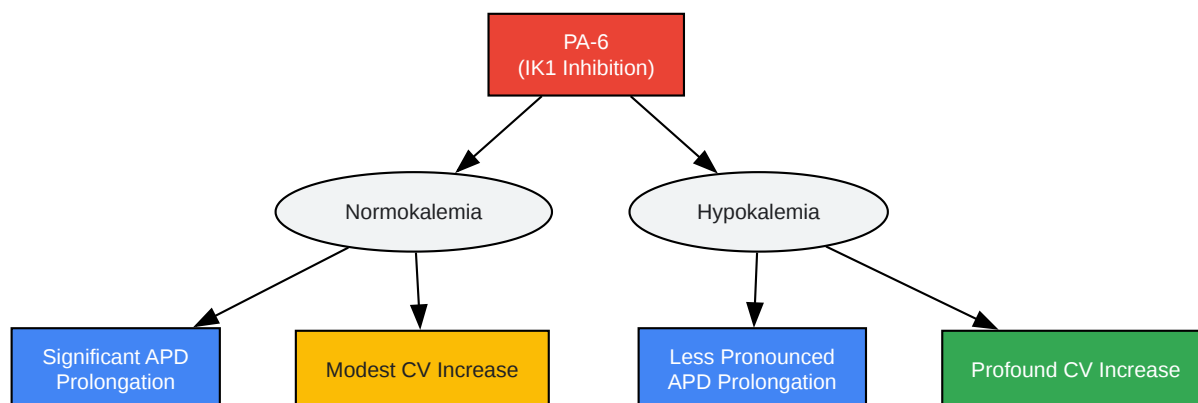 PA-6
(IK1 Inhibition)
Normokalemia
Hypokalemia
Significant APD
Prolongation
Modest CV Increase
Less Pronounced
APD Prolongation
Profound CV Increase